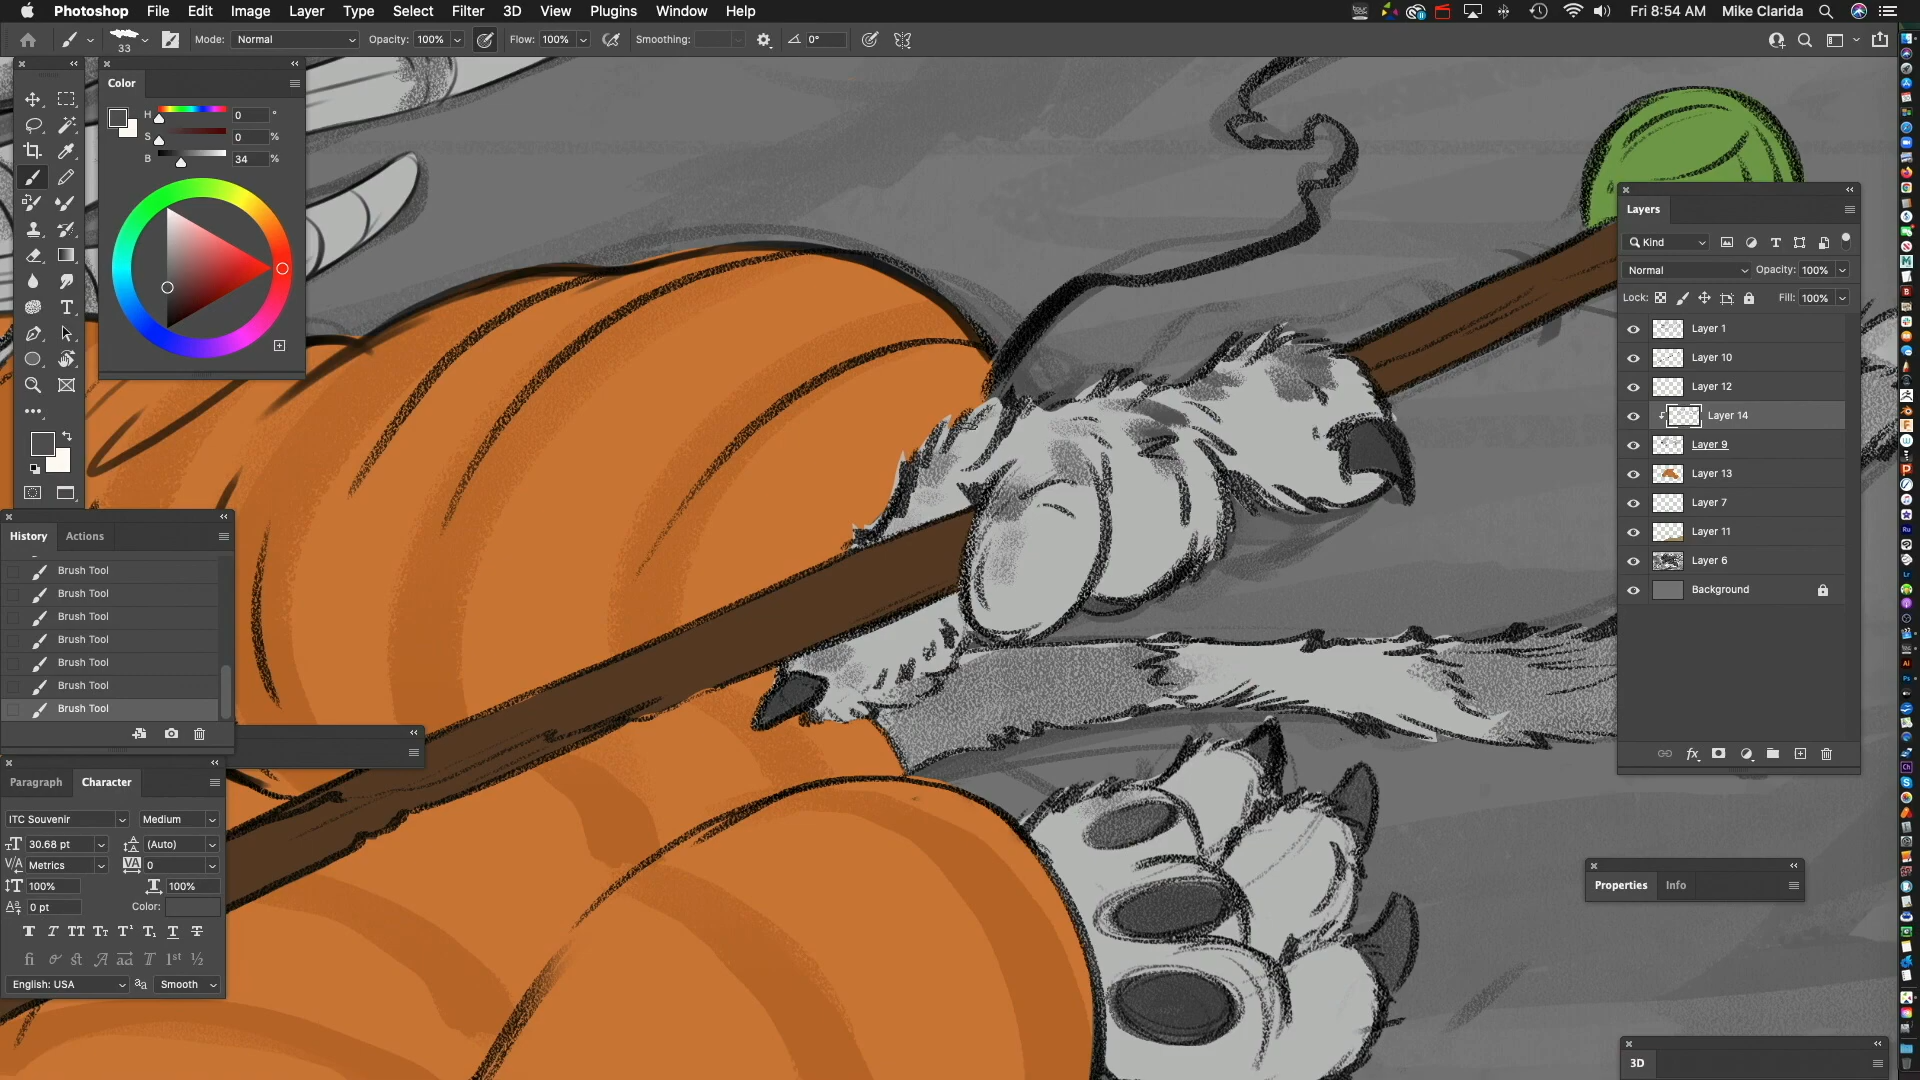 Photoshop File Edit Image Layer Type Select Filter 3D View Plugins Window Help Fri 8:54 AM Mike Clarida
33 Mode: Normal Opacity: 100% Flow: 100% Smoothing: 0°
Color
H 0 °
S 0 %
B 34 %
Layers
Kind
Normal Opacity: 100%
Lock: Fill: 100%
Layer 1
Layer 10
Layer 12
Layer 14
Layer 9
Layer 13
Layer 7
Layer 11
Layer 6
Background
fx
History Actions
Brush Tool
Brush Tool
Brush Tool
Brush Tool
Brush Tool
Brush Tool
Brush Tool
Paragraph Character
ITC Souvenir Medium
30.68 pt (Auto)
Metrics 0
100% 100%
0 pt Color:
English: USA aa Smooth
Properties Info
3D